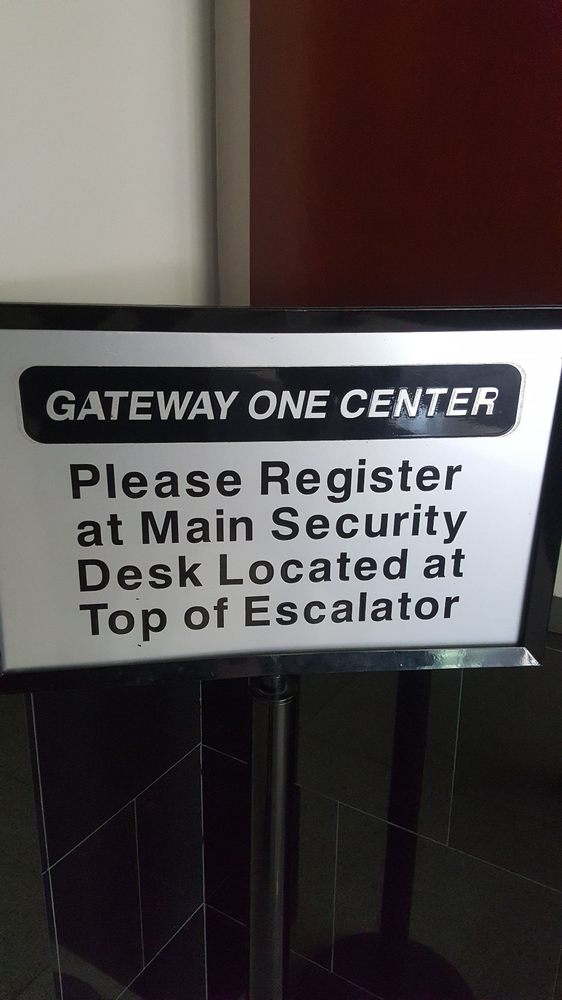 GATEWAY ONE CENTER
Please Register
at Main Security
Desk Located at
Top of Escalator